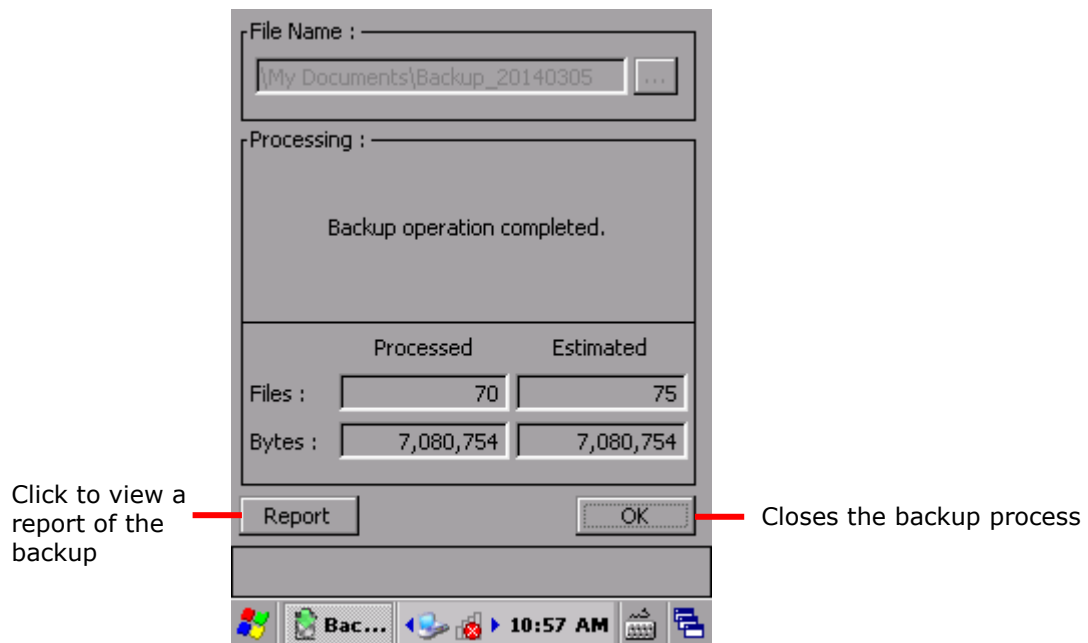 File Name :
\My Documents\Backup_20140305
...
Processing :
Backup operation completed.
Processed Estimated
Files : 70 75
Bytes : 7,080,754 7,080,754
Click to view a
report of the
backup
Report OK
Closes the backup process
Bac... 10:57 AM